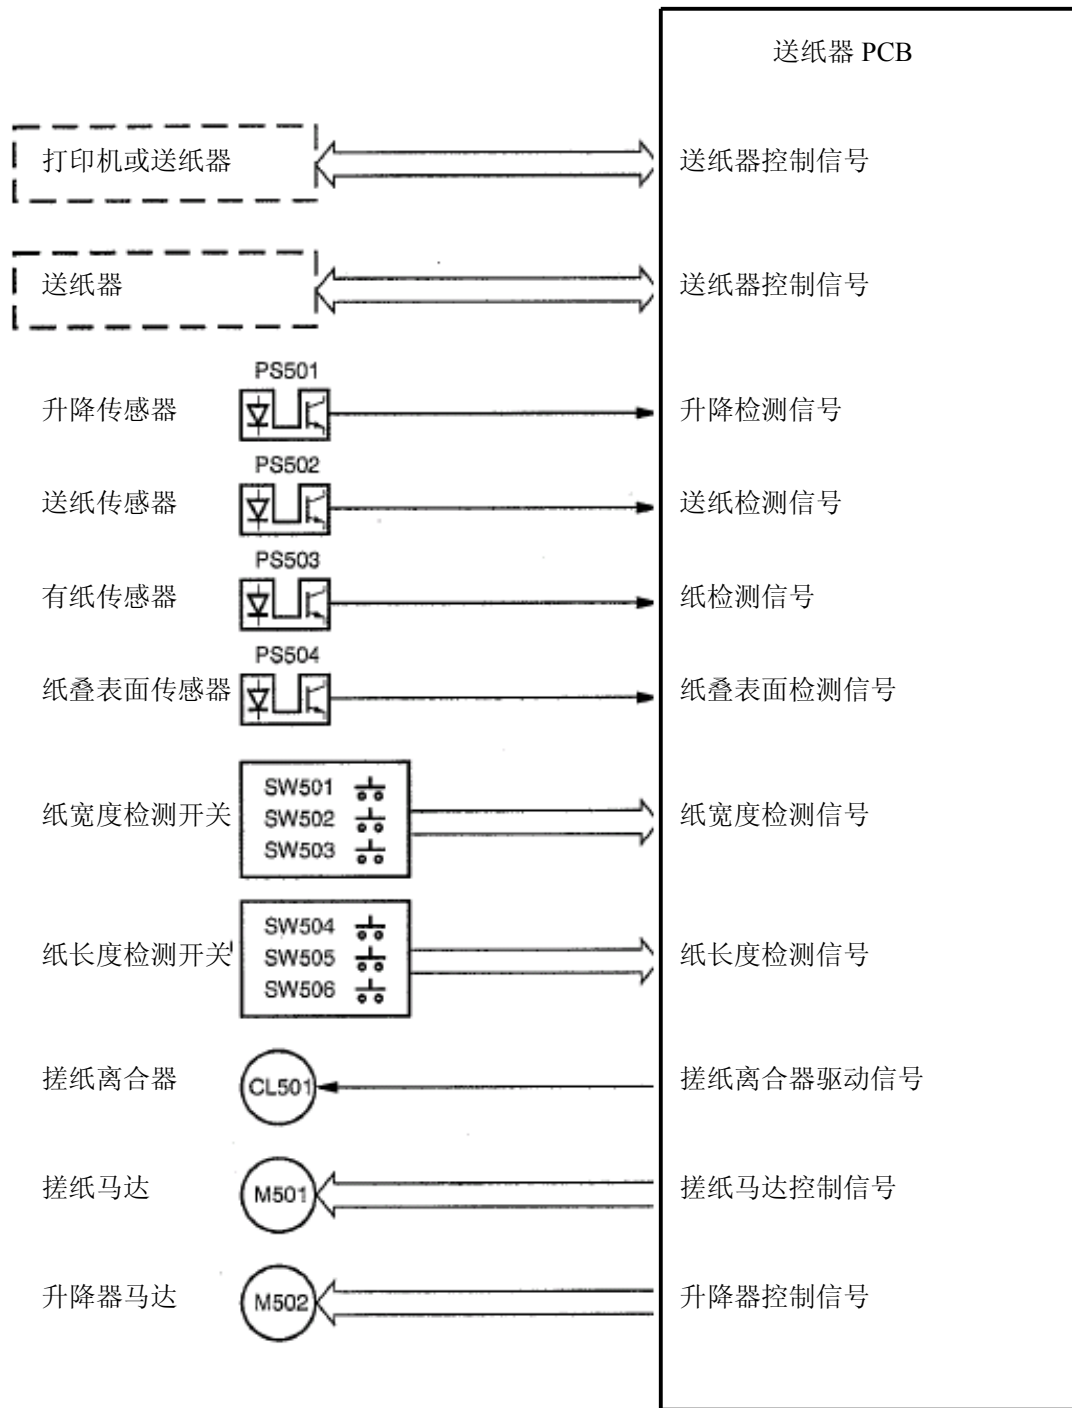 送纸器 PCB
打印机或送纸器 送纸器控制信号
送纸器 送纸器控制信号
PS501
升降传感器 升降检测信号
PS502
送纸传感器 送纸检测信号
PS503
有纸传感器 纸检测信号
PS504
纸叠表面传感器 纸叠表面检测信号
SW501
纸宽度检测开关 SW502 纸宽度检测信号
SW503
SW504
纸长度检测开关 SW505 纸长度检测信号
SW506
搓纸离合器 CL501 搓纸离合器驱动信号
搓纸马达 M501 搓纸马达控制信号
升降器马达 M502 升降器控制信号